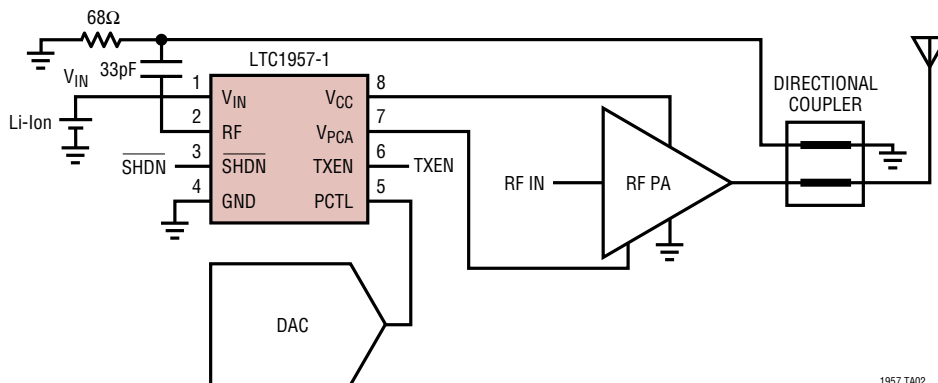 68Ω
33pF
LTC1957-1
V_IN
Li-Ion
1
2
3
4
V_IN
RF
SHDN
GND
V_CC
V_PCA
TXEN
PCTL
8
7
6
5
SHDN
TXEN
DAC
RF IN
RF PA
DIRECTIONAL
COUPLER
1957 TA02